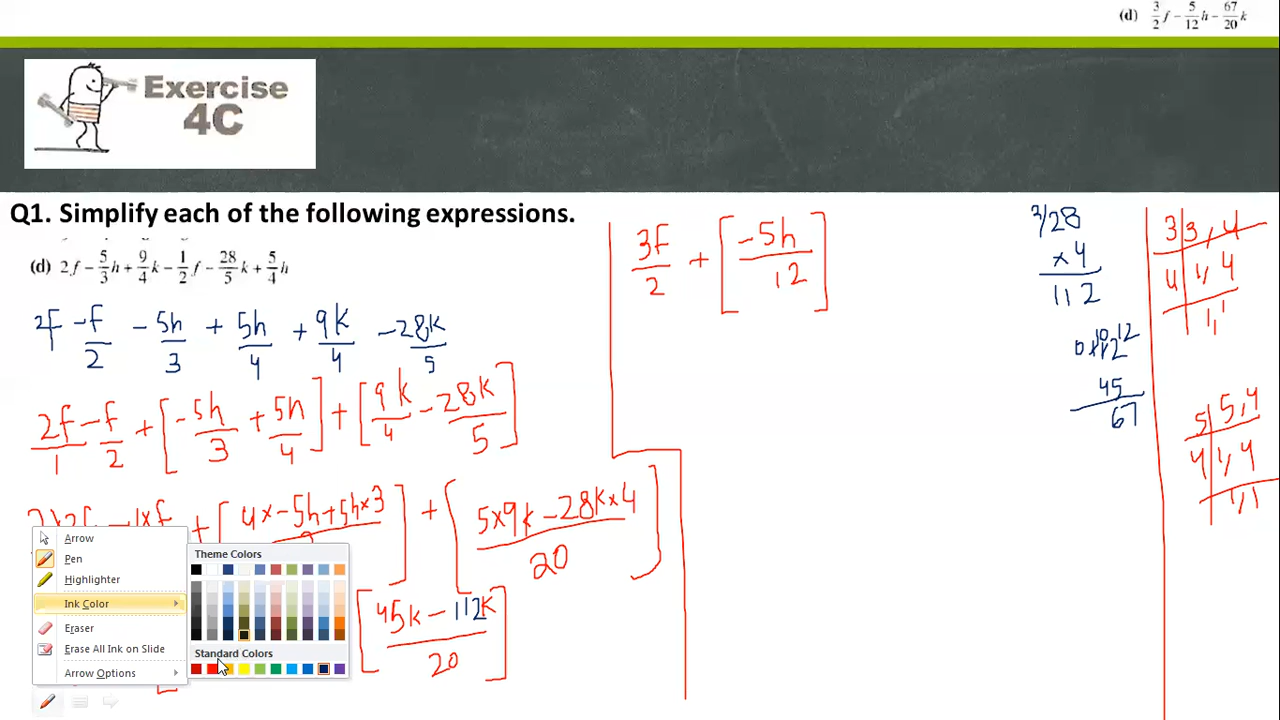 (d) 3/2 f − 5/12 h − 67/20 k
Exercise
4C
Q1. Simplify each of the following expressions.
(d) 2f − 5/3 h + 9/4 k − 1/2 f − 28/5 k + 5/4 h
2f − f/2 − 5h/3 + 5h/4 + 9k/4 − 28k/5
2f/1 − f/2 + [−5h/3 + 5h/4] + [9k/4 − 28k/5]
[4×−5h+5h×3] + [5×9k−28k×4 / 20]
[45k − 112k / 20]
3f/2 + [−5h/12]
28
×4
112
45
67
3|3, 4
4|1, 4
1, 1
5|5, 4
4|1, 4
1, 1
Arrow
Pen
Highlighter
Ink Color
Eraser
Erase All Ink on Slide
Arrow Options
Theme Colors
Standard Colors